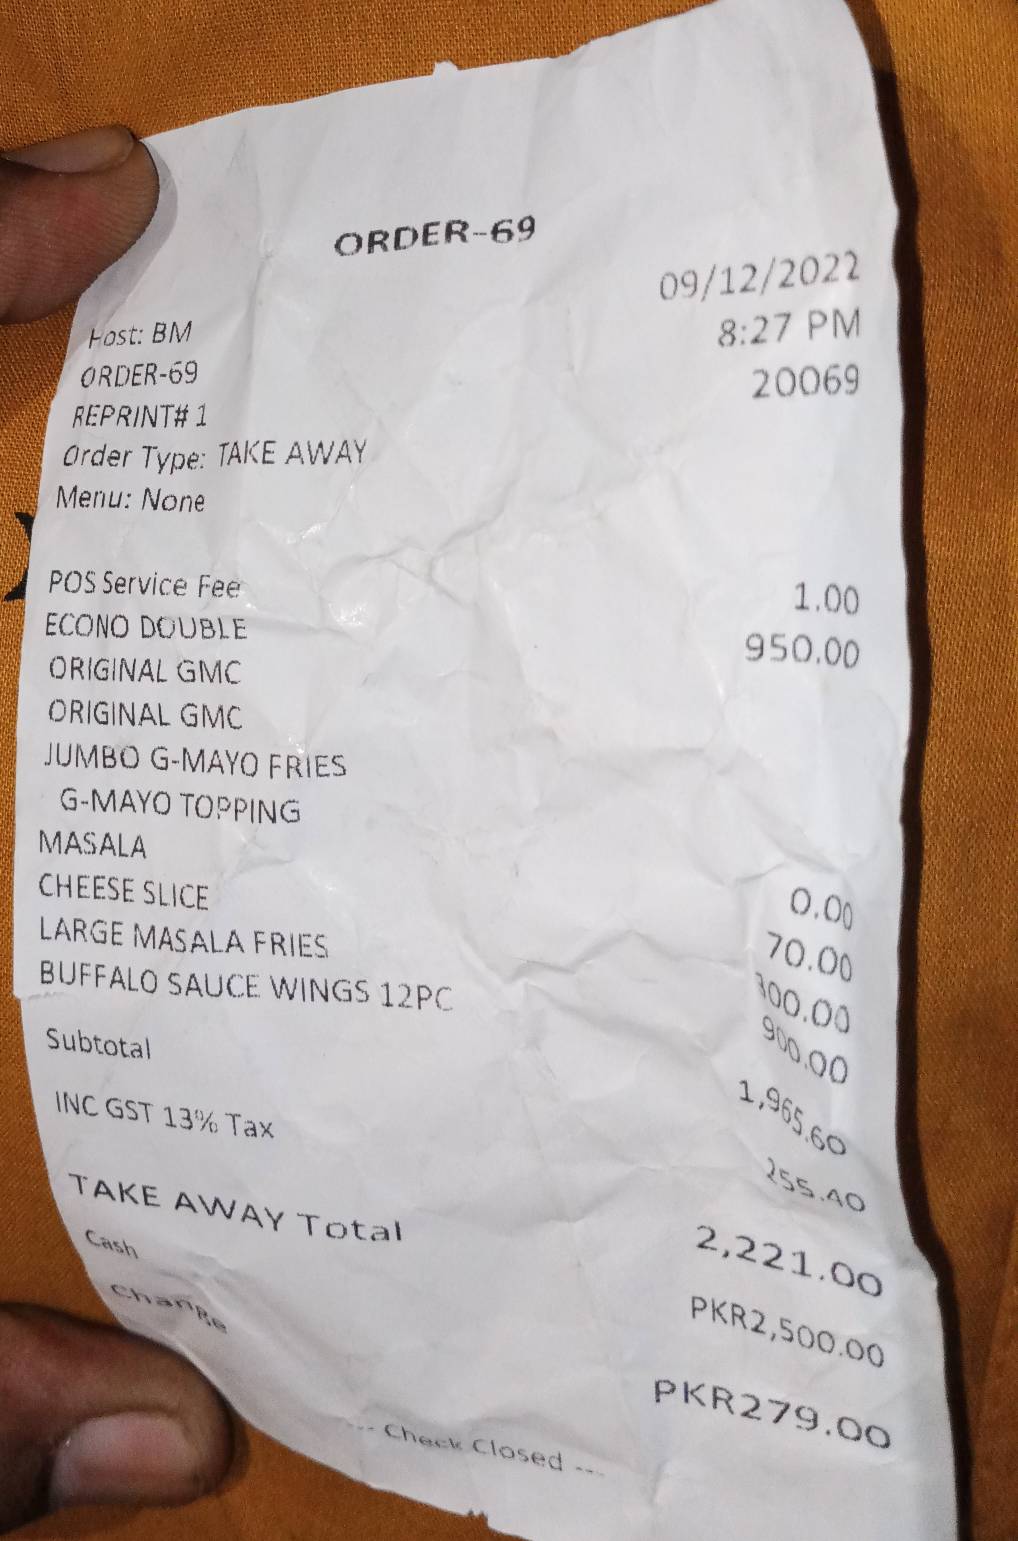 ORDER-69
09/12/2022
Host: BM 8:27 PM
ORDER-69 20069
REPRINT# 1
Order Type: TAKE AWAY
Menu: None
POS Service Fee 1.00
ECONO DOUBLE 950.00
ORIGINAL GMC
ORIGINAL GMC
JUMBO G-MAYO FRIES
G-MAYO TOPPING
MASALA 0.00
CHEESE SLICE 70.00
LARGE MASALA FRIES 300.00
BUFFALO SAUCE WINGS 12PC 900.00
Subtotal 1,965.60
INC GST 13% Tax 255.40
TAKE AWAY Total 2,221.00
Cash PKR2,500.00
Change PKR279.00
--- Check Closed ---